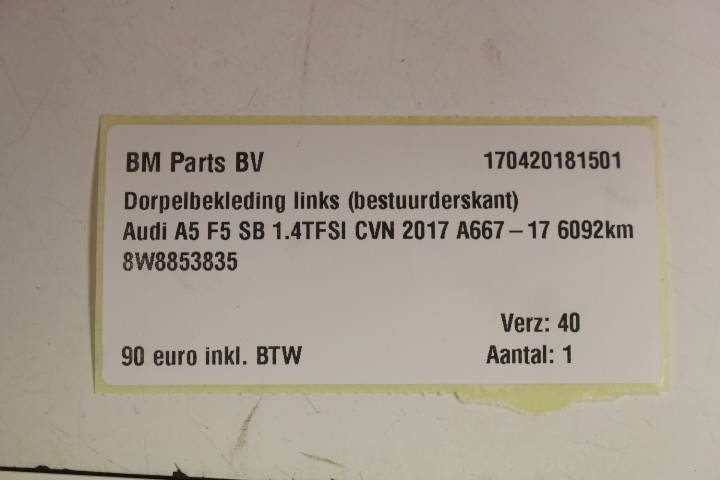 BM Parts BV 170420181501
Dorpelbekleding links (bestuurderskant)
Audi A5 F5 SB 1.4TFSI CVN 2017 A667–17 6092km
8W8853835
Verz: 40
90 euro inkl. BTW Aantal: 1